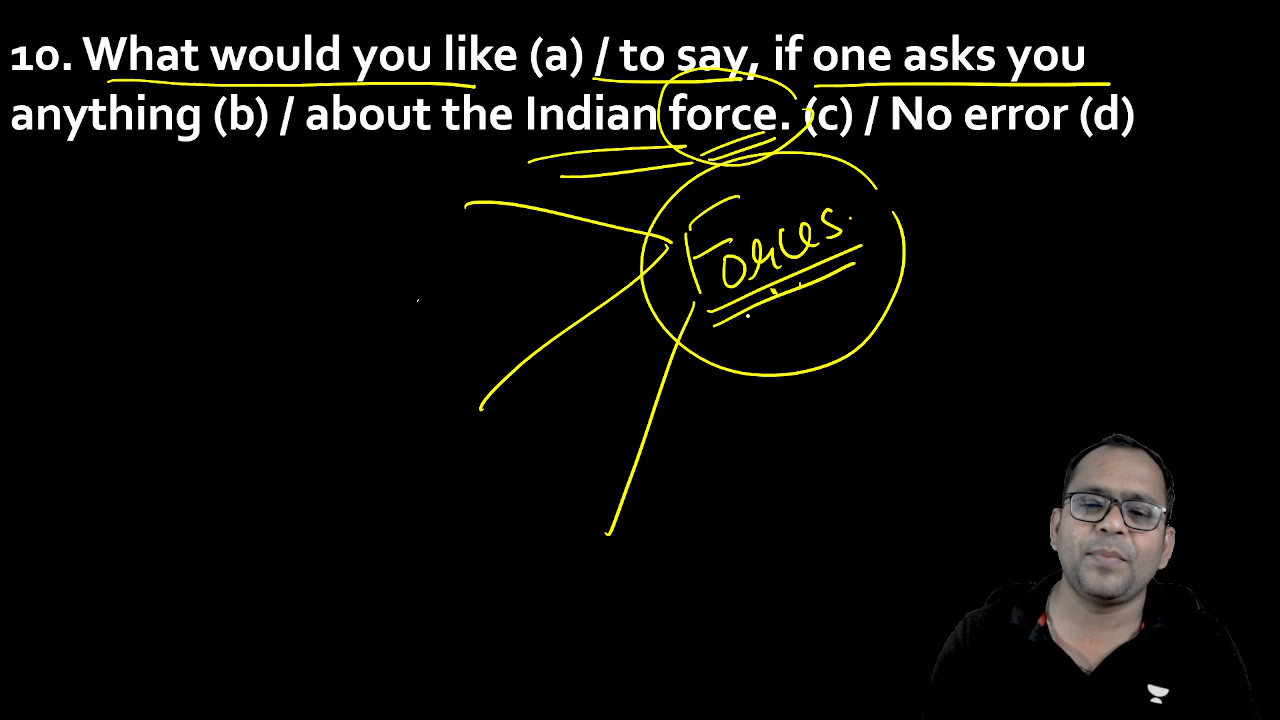 10. What would you like (a) / to say, if one asks you
anything (b) / about the Indian force. (c) / No error (d)
Forces.